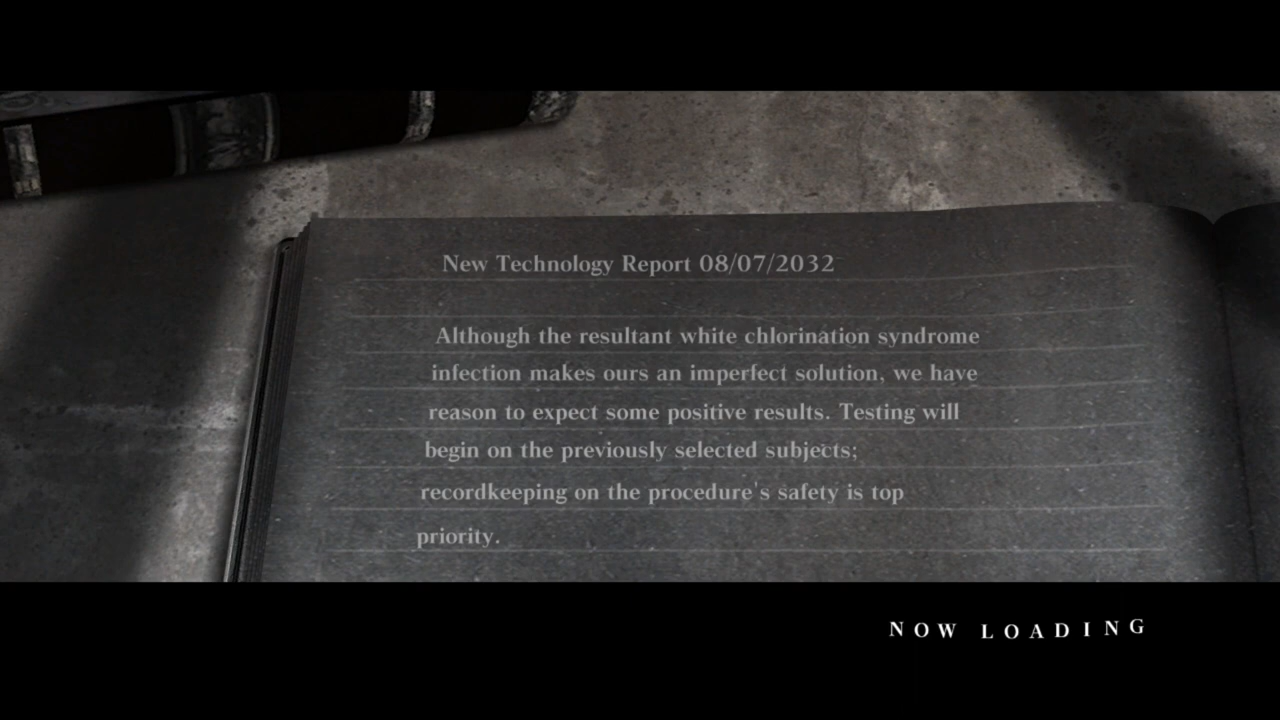 New Technology Report 08/07/2032
Although the resultant white chlorination syndrome
infection makes ours an imperfect solution, we have
reason to expect some positive results. Testing will
begin on the previously selected subjects;
recordkeeping on the procedure's safety is top
priority.
NOW LOADING